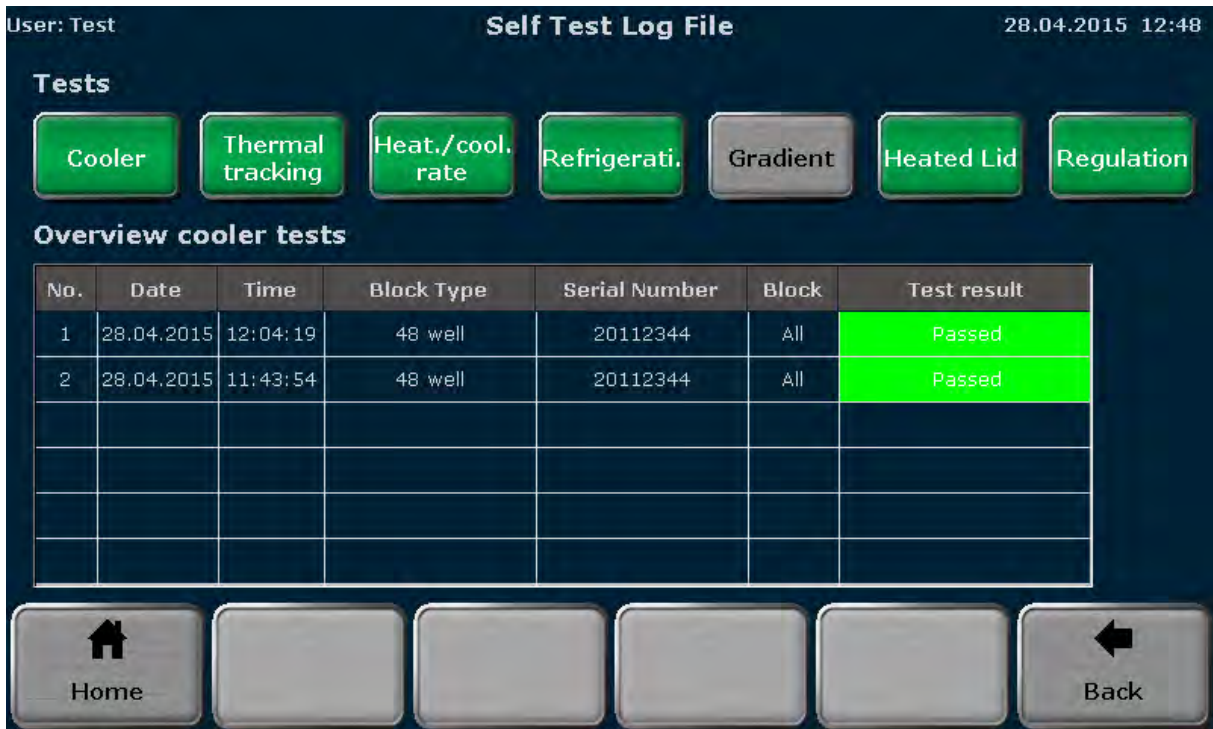 User: Test Self Test Log File 28.04.2015 12:48
Tests
Cooler
Thermal
tracking
Heat./cool.
rate
Refrigerati.
Gradient
Heated Lid
Regulation
Overview cooler tests
No. Date Time Block Type Serial Number Block Test result
1 28.04.2015 12:04:19 48 well 20112344 All Passed
2 28.04.2015 11:43:54 48 well 20112344 All Passed
Home
Back